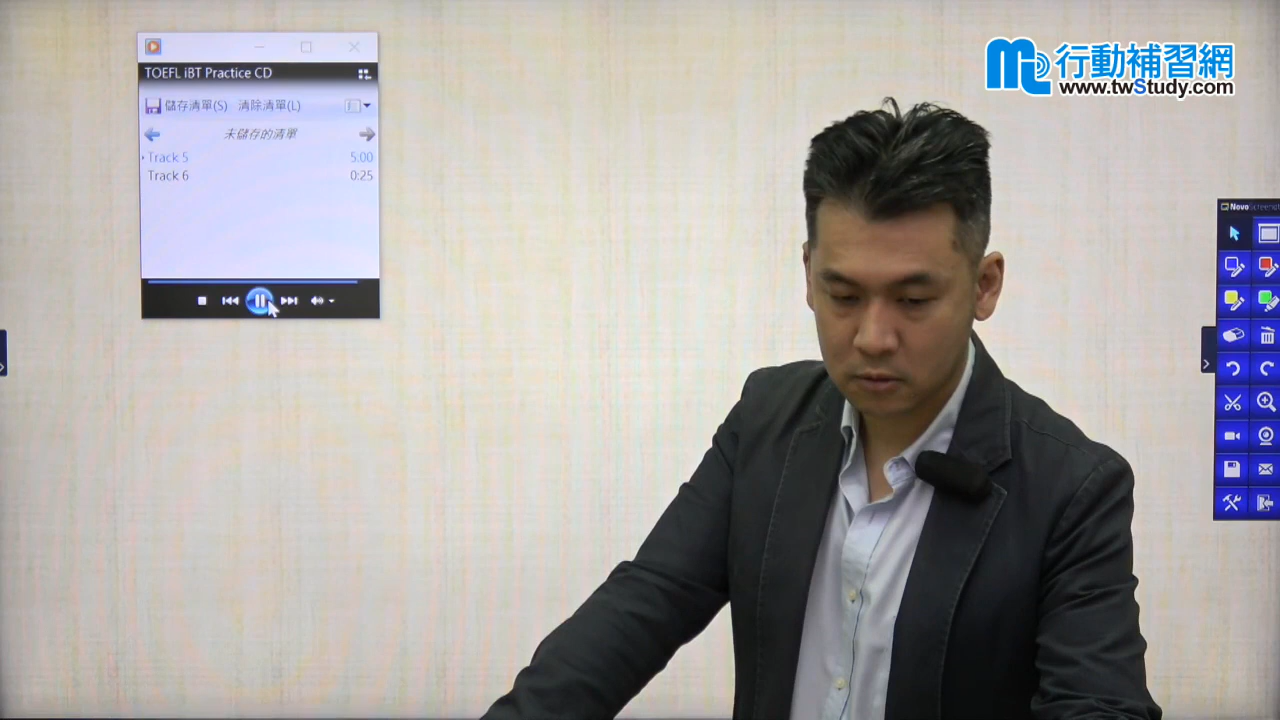 行動補習網
www.twStudy.com
TOEFL iBT Practice CD
儲存清單(S) 清除清單(L)
未儲存的清單
Track 5 5:00
Track 6 0:25
Novo Screenote